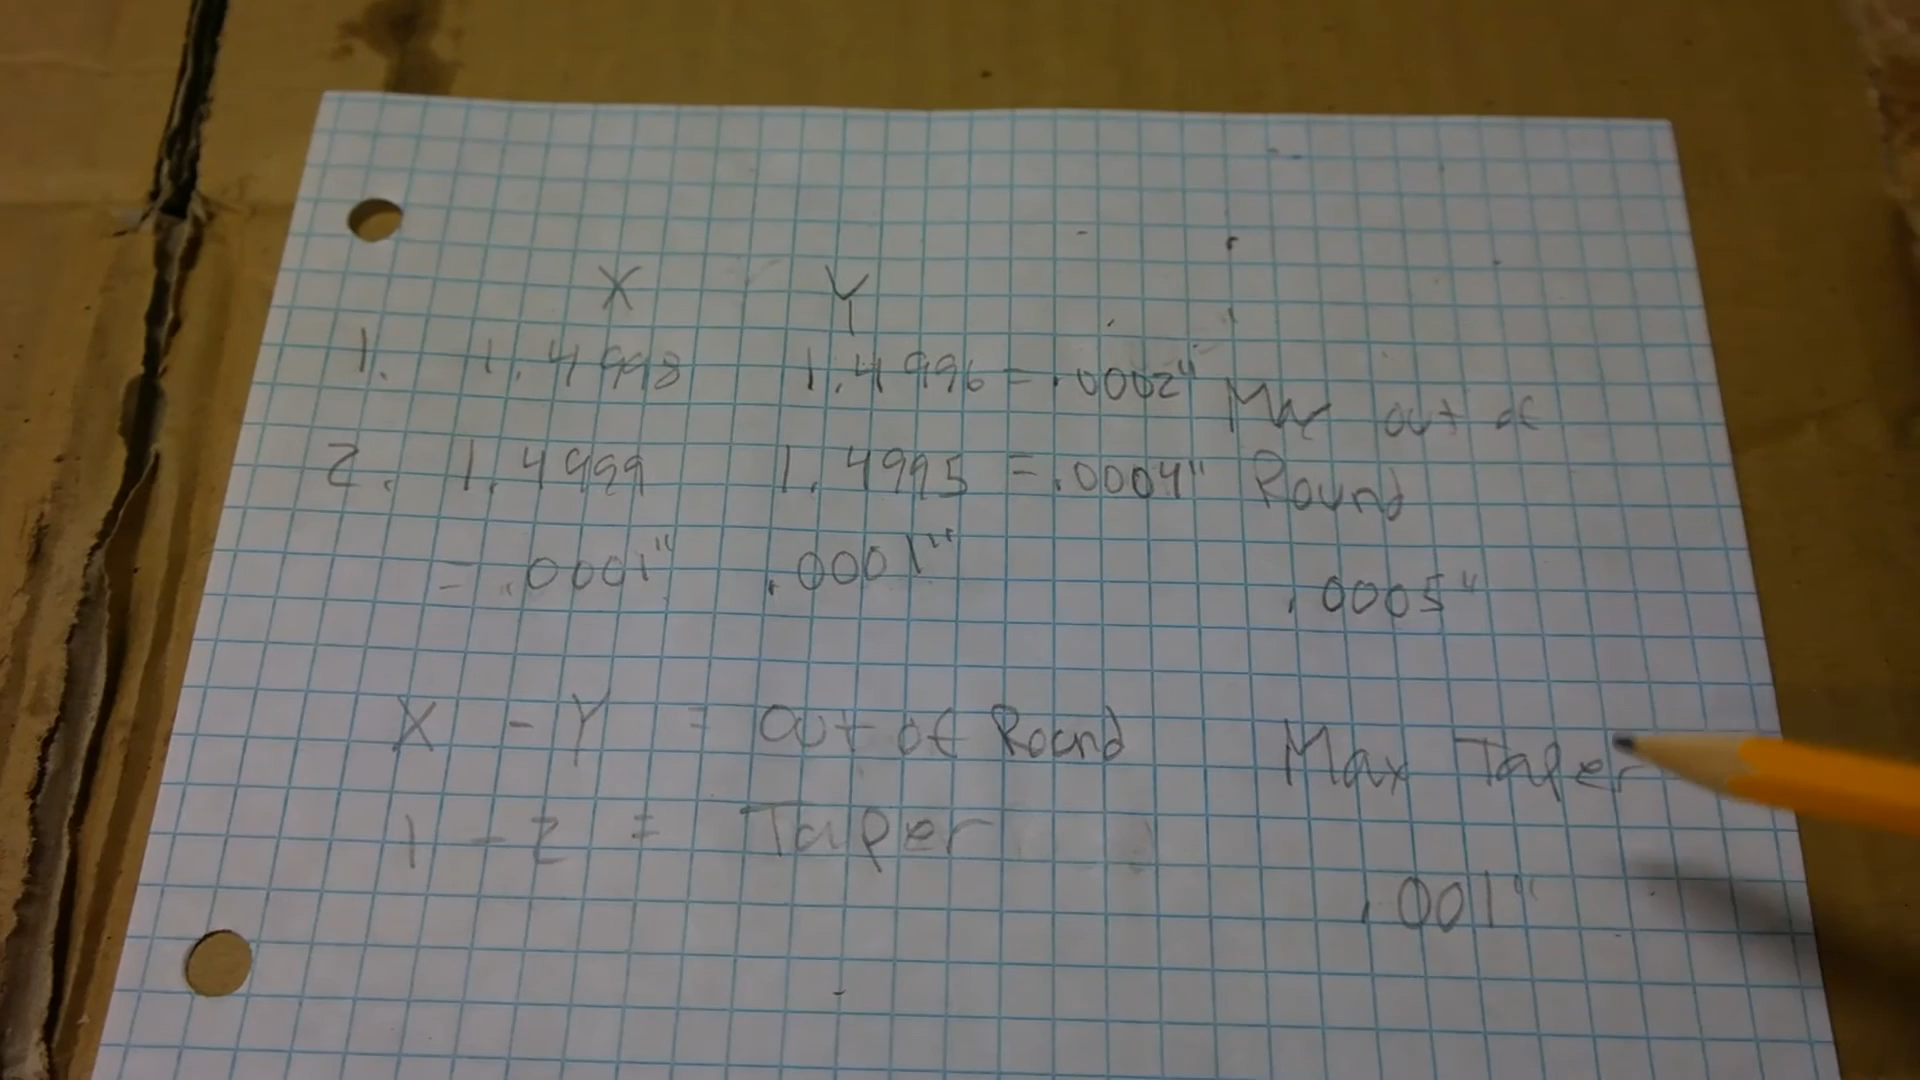 X Y
1. 1.4998 1.4996 = .0002"
2. 1.4999 1.4995 = .0004"
= .0001" .0001"
Max out of
Round
.0005"
X - Y = Out of Round
1 - 2 = Taper
Max Taper
.001"